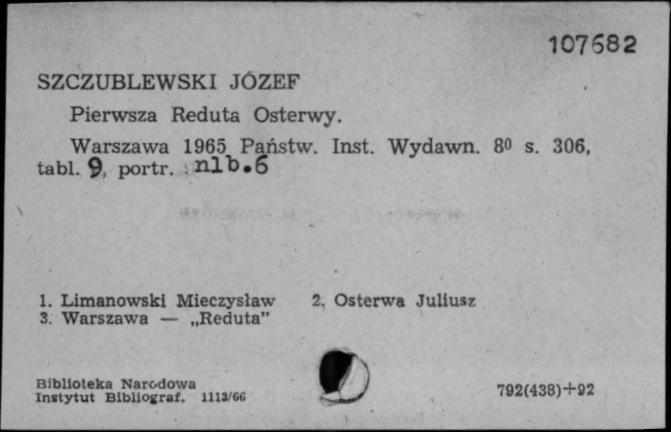 107682
SZCZUBLEWSKI JÓZEF
Pierwsza Reduta Osterwy.
Warszawa 1965 Państw. Inst. Wydawn. 8º s. 306,
tabl. 9, portr. nlb.6
1. Limanowski Mieczysław 2. Osterwa Juliusz
3. Warszawa — „Reduta”
Biblioteka Narodowa
Instytut Bibliograf. 1113/66
792(438)+92